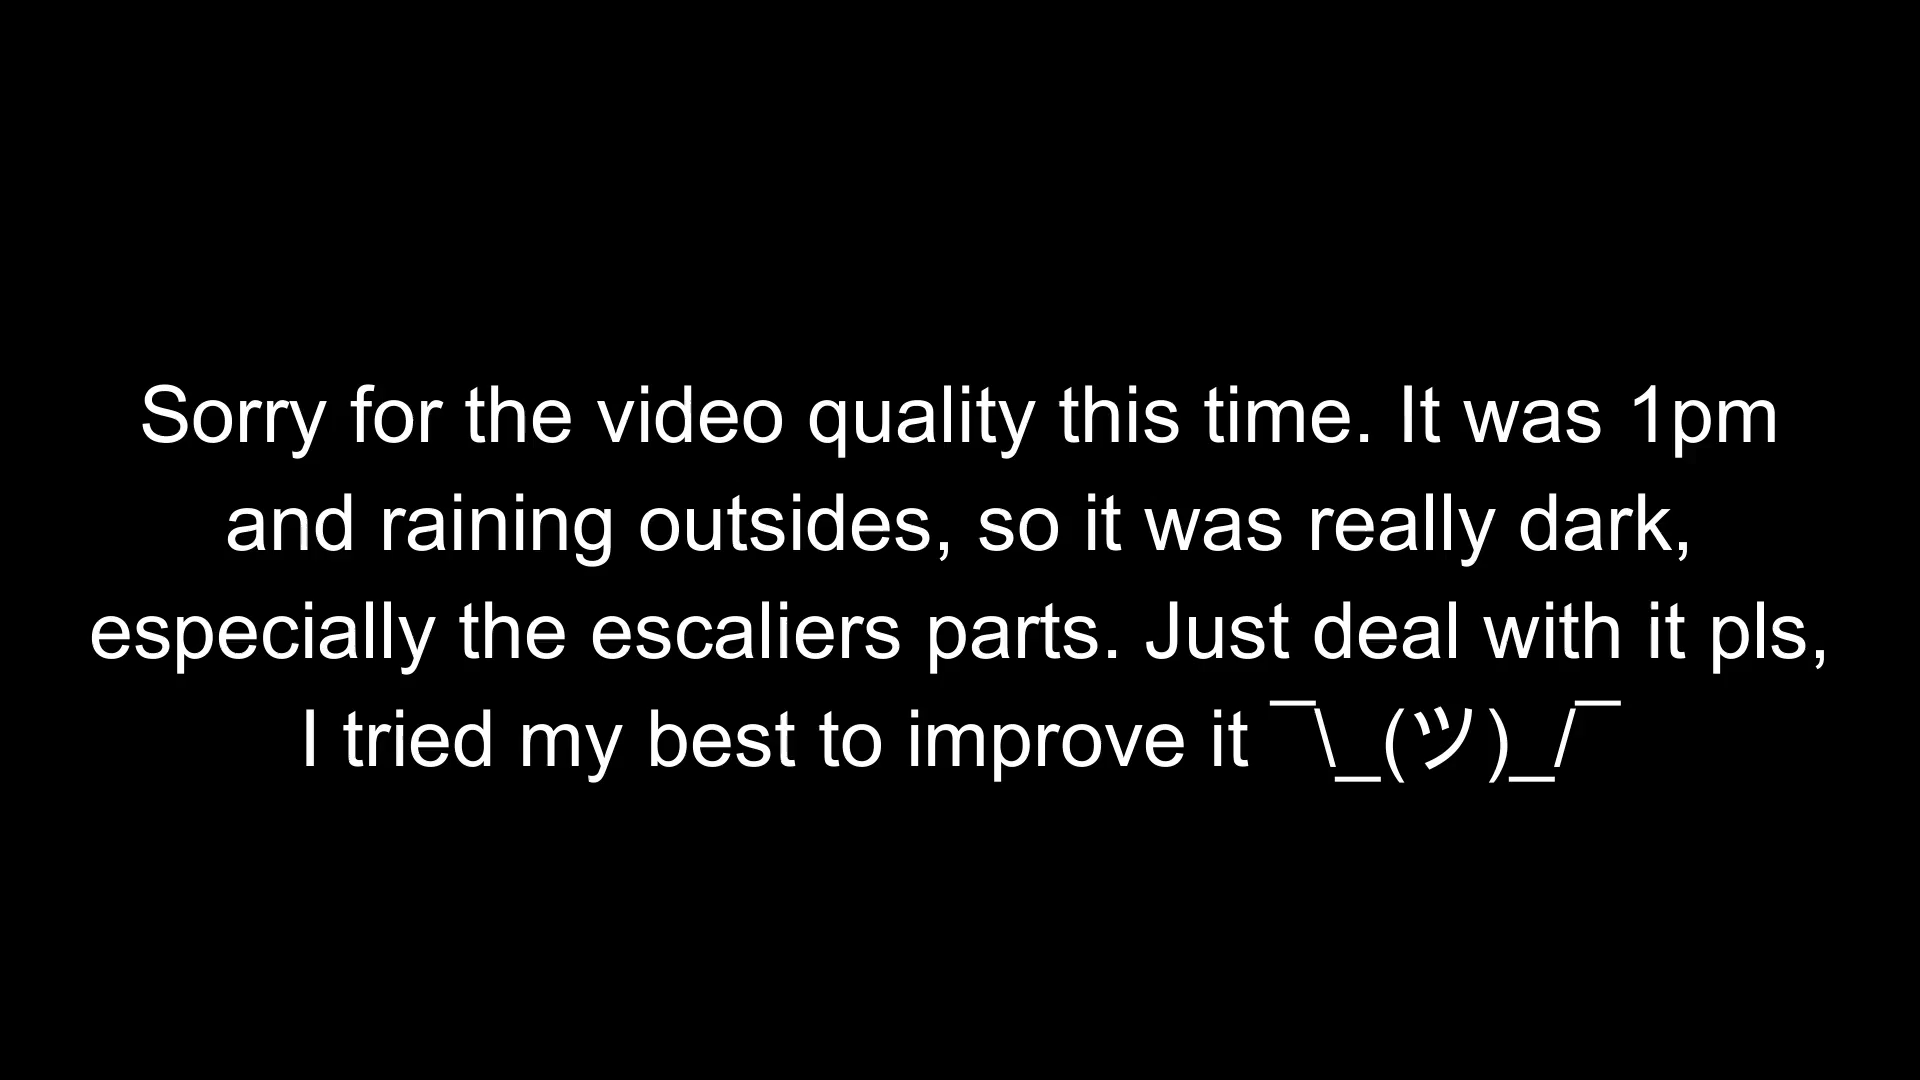 Sorry for the video quality this time. It was 1pm
and raining outsides, so it was really dark,
especially the escaliers parts. Just deal with it pls,
I tried my best to improve it ¯\_(ツ)_/¯